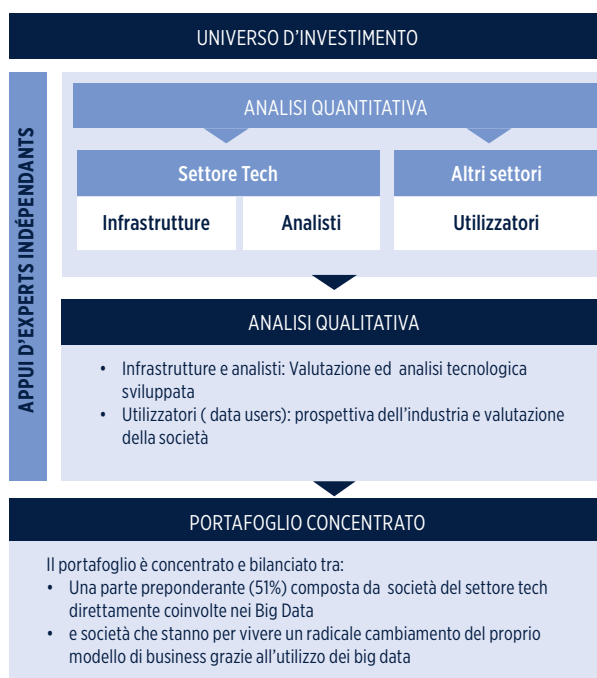 UNIVERSO D'INVESTIMENTO
APPUI D'EXPERTS INDÉPENDANTS
ANALISI QUANTITATIVA
Settore Tech
Altri settori
Infrastrutture
Analisti
Utilizzatori
ANALISI QUALITATIVA
• Infrastrutture e analisti: Valutazione ed analisi tecnologica
sviluppata
• Utilizzatori ( data users): prospettiva dell'industria e valutazione
della società
PORTAFOGLIO CONCENTRATO
Il portafoglio è concentrato e bilanciato tra:
• Una parte preponderante (51%) composta da società del settore tech
direttamente coinvolte nei Big Data
• e società che stanno per vivere un radicale cambiamento del proprio
modello di business grazie all'utilizzo dei big data